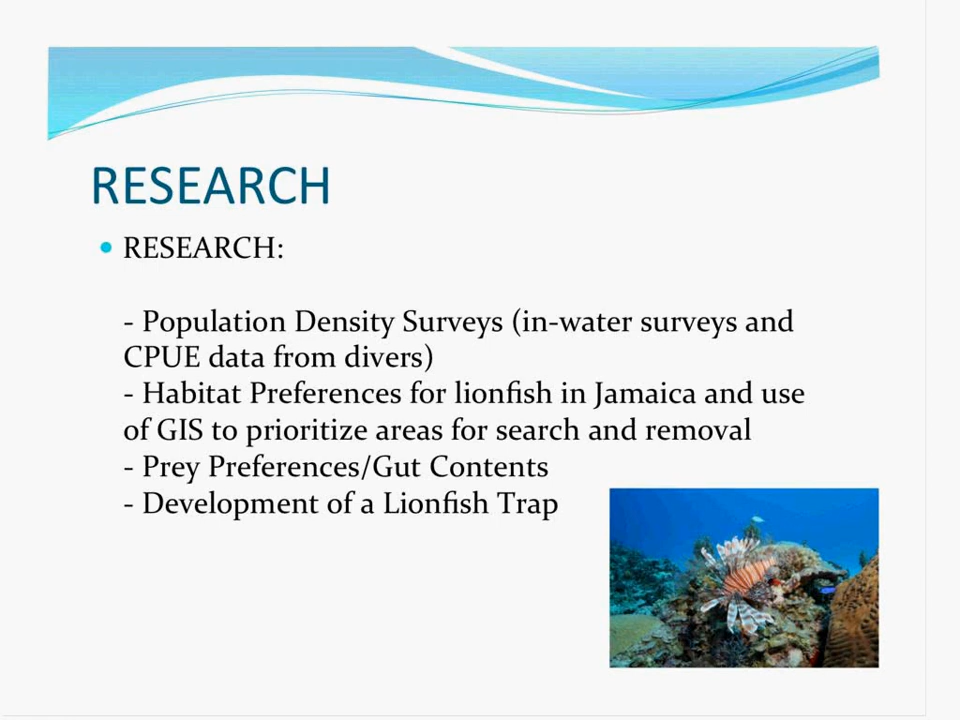 RESEARCH
• RESEARCH:
- Population Density Surveys (in-water surveys and
CPUE data from divers)
- Habitat Preferences for lionfish in Jamaica and use
of GIS to prioritize areas for search and removal
- Prey Preferences/Gut Contents
- Development of a Lionfish Trap